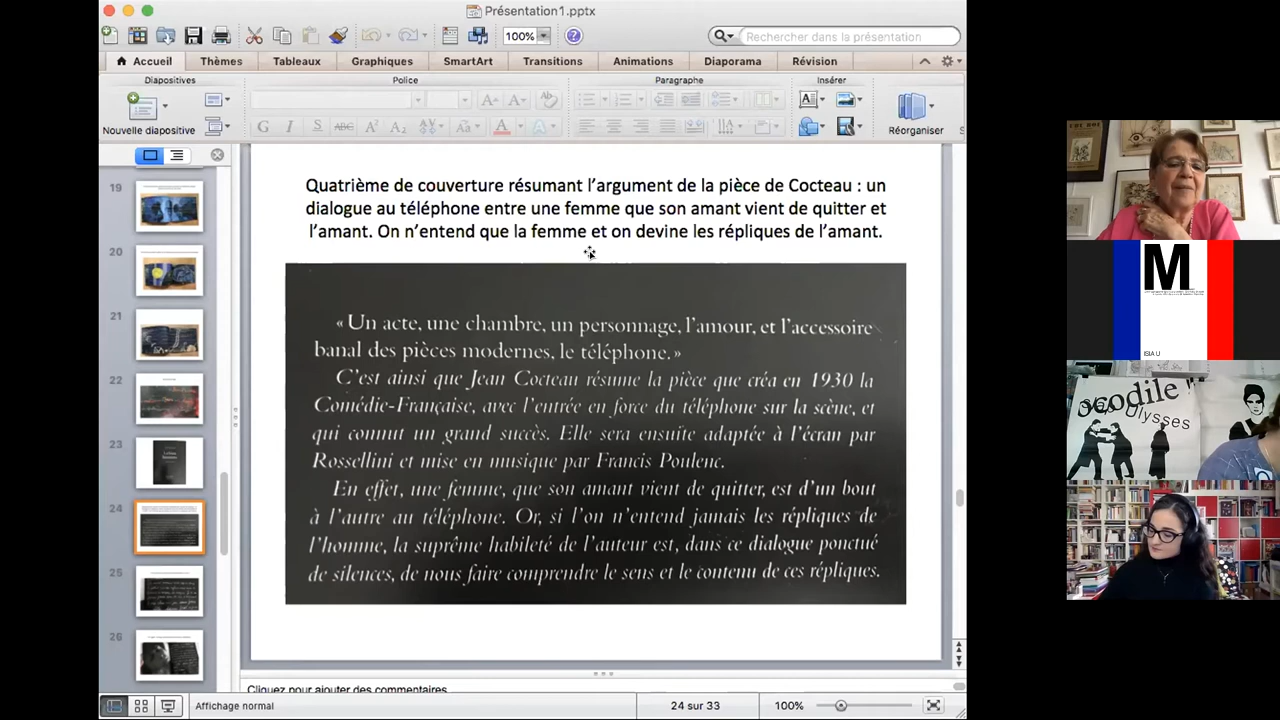 Présentation1.pptx
100%
Rechercher dans la présentation
Accueil
Thèmes
Tableaux
Graphiques
SmartArt
Transitions
Animations
Diaporama
Révision
Diapositives
Police
Paragraphe
Insérer
Nouvelle diapositive
G I S ABC A² A₂
Réorganiser
19
20
21
22
23
24
25
26
Quatrième de couverture résumant l'argument de la pièce de Cocteau : un
dialogue au téléphone entre une femme que son amant vient de quitter et
l'amant. On n'entend que la femme et on devine les répliques de l'amant.
« Un acte, une chambre, un personnage, l'amour, et l'accessoire
banal des pièces modernes, le téléphone. »
C'est ainsi que Jean Cocteau résume la pièce que créa en 1930 la
Comédie-Française, avec l'entrée en force du téléphone sur la scène, et
qui connut un grand succès. Elle sera ensuite adaptée à l'écran par
Rossellini et mise en musique par Francis Poulenc.
En effet, une femme, que son amant vient de quitter, est d'un bout
à l'autre au téléphone. Or, si l'on n'entend jamais les répliques de
l'homme, la suprême habileté de l'auteur est, dans ce dialogue ponctué
de silences, de nous faire comprendre le sens et le contenu de ces répliques.
Cliquez pour ajouter des commentaires
Affichage normal
24 sur 33
100%
M
ISIA U
ocodile
Ulysses